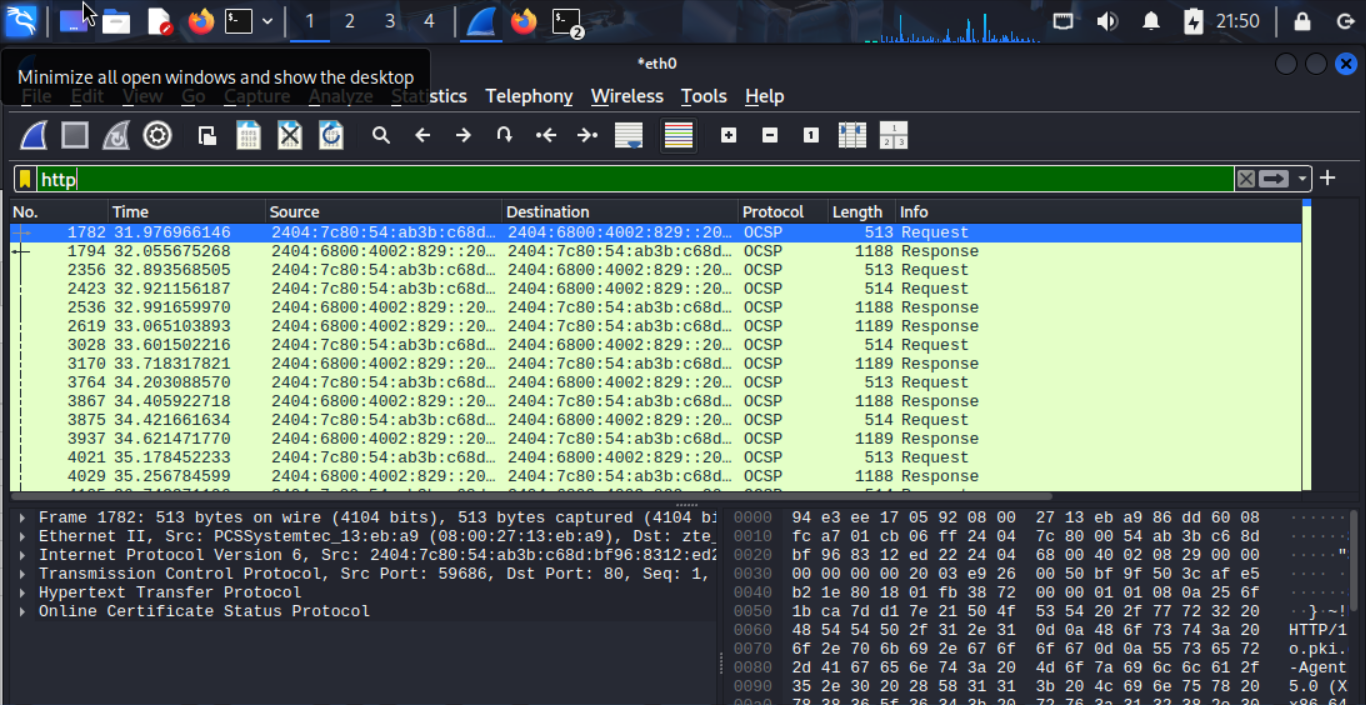 1 2 3 4 2 21:50
*eth0
Minimize all open windows and show the desktop
File Edit View Go Capture Analyze Statistics Telephony Wireless Tools Help
http
No. Time Source Destination Protocol Length Info
1782 31.976966146 2404:7c80:54:ab3b:c68d… 2404:6800:4002:829::20… OCSP 513 Request
1794 32.055675268 2404:6800:4002:829::20… 2404:7c80:54:ab3b:c68d… OCSP 1188 Response
2356 32.893568505 2404:7c80:54:ab3b:c68d… 2404:6800:4002:829::20… OCSP 513 Request
2423 32.921156187 2404:7c80:54:ab3b:c68d… 2404:6800:4002:829::20… OCSP 514 Request
2536 32.991659970 2404:6800:4002:829::20… 2404:7c80:54:ab3b:c68d… OCSP 1188 Response
2619 33.065103893 2404:6800:4002:829::20… 2404:7c80:54:ab3b:c68d… OCSP 1189 Response
3028 33.601502216 2404:7c80:54:ab3b:c68d… 2404:6800:4002:829::20… OCSP 514 Request
3170 33.718317821 2404:6800:4002:829::20… 2404:7c80:54:ab3b:c68d… OCSP 1189 Response
3764 34.203088570 2404:7c80:54:ab3b:c68d… 2404:6800:4002:829::20… OCSP 513 Request
3867 34.405922718 2404:6800:4002:829::20… 2404:7c80:54:ab3b:c68d… OCSP 1188 Response
3875 34.421661634 2404:7c80:54:ab3b:c68d… 2404:6800:4002:829::20… OCSP 514 Request
3937 34.621471770 2404:6800:4002:829::20… 2404:7c80:54:ab3b:c68d… OCSP 1189 Response
4021 35.178452233 2404:7c80:54:ab3b:c68d… 2404:6800:4002:829::20… OCSP 513 Request
4029 35.256784599 2404:6800:4002:829::20… 2404:7c80:54:ab3b:c68d… OCSP 1188 Response
Frame 1782: 513 bytes on wire (4104 bits), 513 bytes captured (4104 bi
Ethernet II, Src: PCSSystemtec_13:eb:a9 (08:00:27:13:eb:a9), Dst: zte_
Internet Protocol Version 6, Src: 2404:7c80:54:ab3b:c68d:bf96:8312:ed2
Transmission Control Protocol, Src Port: 59686, Dst Port: 80, Seq: 1,
Hypertext Transfer Protocol
Online Certificate Status Protocol
0000 94 e3 ee 17 05 92 08 00 27 13 eb a9 86 dd 60 08 ······
0010 fc a7 01 cb 06 ff 24 04 7c 80 00 54 ab 3b c6 8d ······
0020 bf 96 83 12 ed 22 24 04 68 00 40 02 08 29 00 00 ·····"
0030 00 00 00 00 20 03 e9 26 00 50 bf 9f 50 3c af e5 ···· ·
0040 b2 1e 80 18 01 fb 38 72 00 00 01 01 08 0a 25 6f ······
0050 1b ca 7d d1 7e 21 50 4f 53 54 20 2f 77 72 32 20 ··}·~!
0060 48 54 54 50 2f 31 2e 31 0d 0a 48 6f 73 74 3a 20 HTTP/1
0070 6f 2e 70 6b 69 2e 67 6f 6f 67 0d 0a 55 73 65 72 o.pki.
0080 2d 41 67 65 6e 74 3a 20 4d 6f 7a 69 6c 6c 61 2f -Agent
0090 35 2e 30 20 28 58 31 31 3b 20 4c 69 6e 75 78 20 5.0 (X